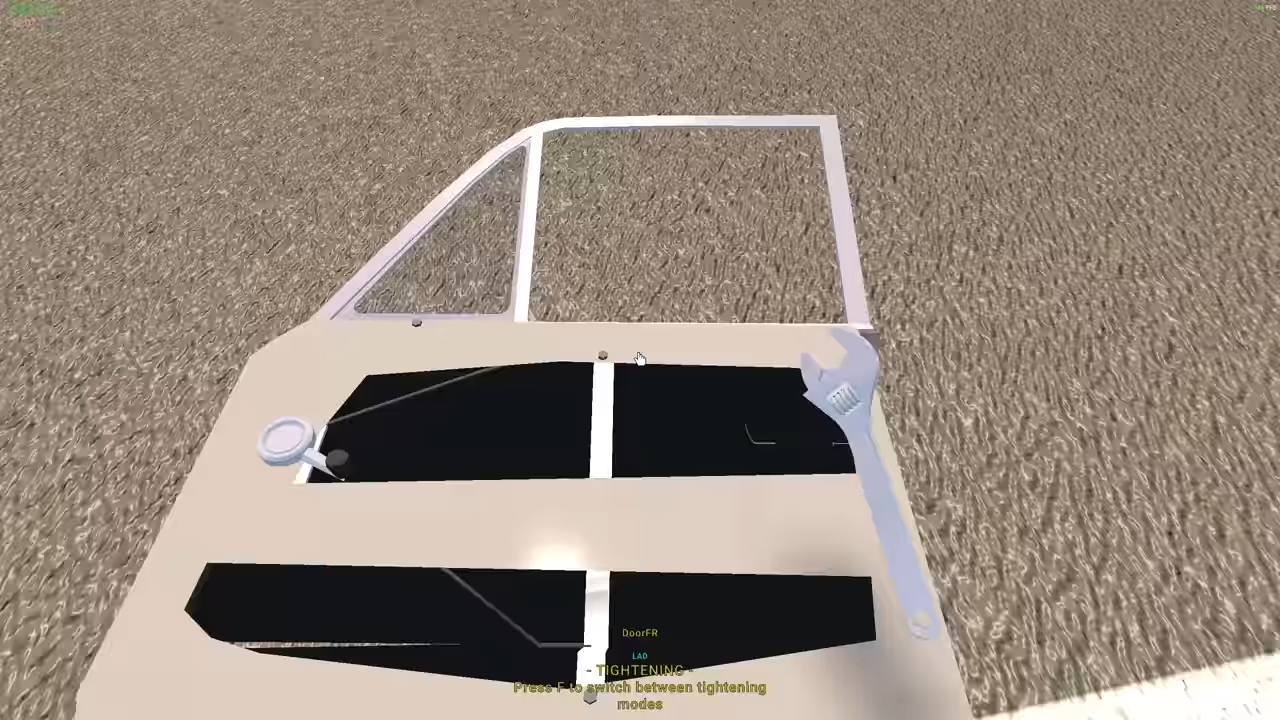 DoorFR
LAD
- TIGHTENING -
Press F to switch between tightening
modes